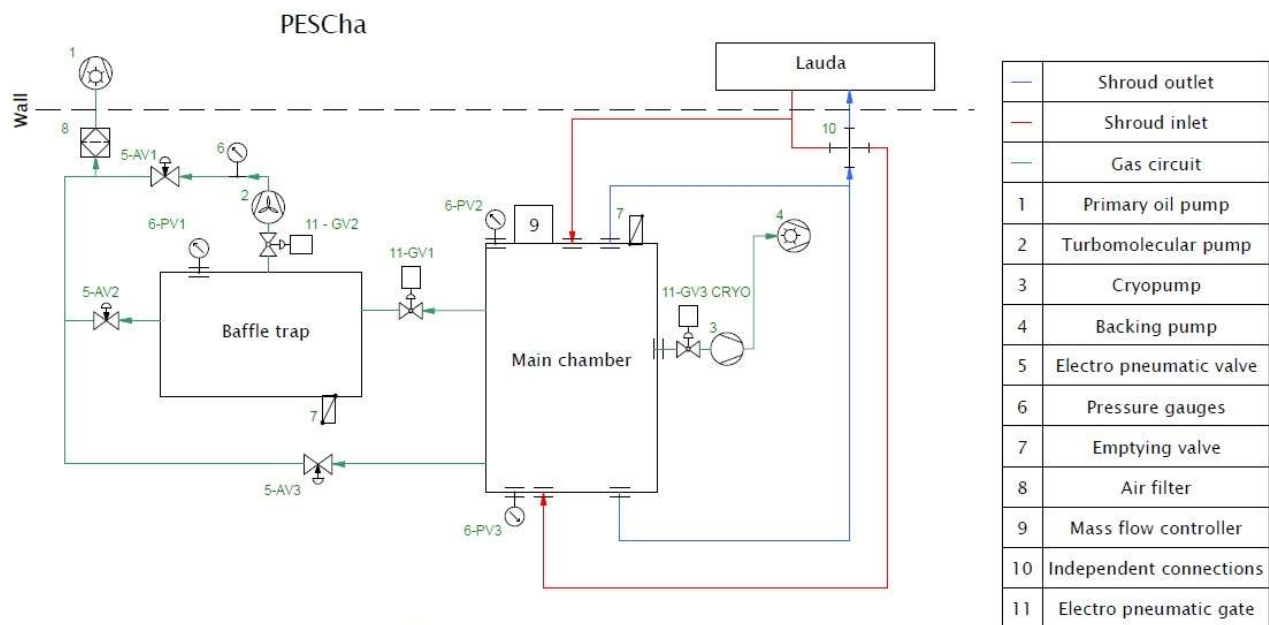 PESCha
Wall
1
Lauda
8
5-AV1
6
10
2
11 - GV2
6-PV1
6-PV2
9
7
4
11-GV1
5-AV2
11-GV3 CRYO
3
Baffle trap
Main chamber
7
5-AV3
6-PV3
Shroud outlet
Shroud inlet
Gas circuit
1 Primary oil pump
2 Turbomolecular pump
3 Cryopump
4 Backing pump
5 Electro pneumatic valve
6 Pressure gauges
7 Emptying valve
8 Air filter
9 Mass flow controller
10 Independent connections
11 Electro pneumatic gate